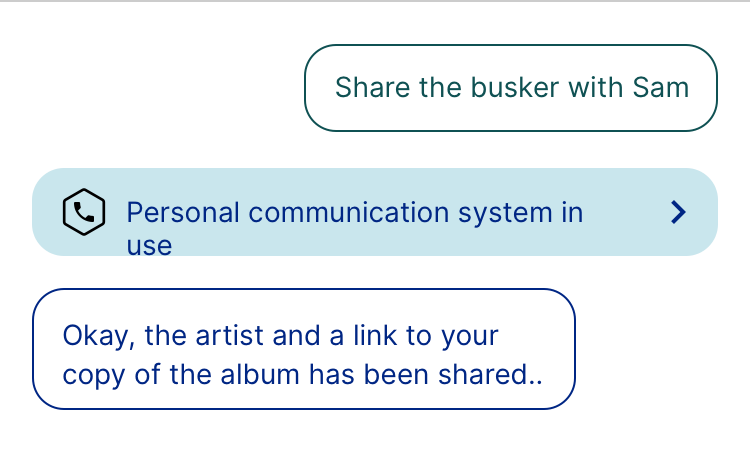 Share the busker with Sam
Personal communication system in
use
Okay, the artist and a link to your
copy of the album has been shared..